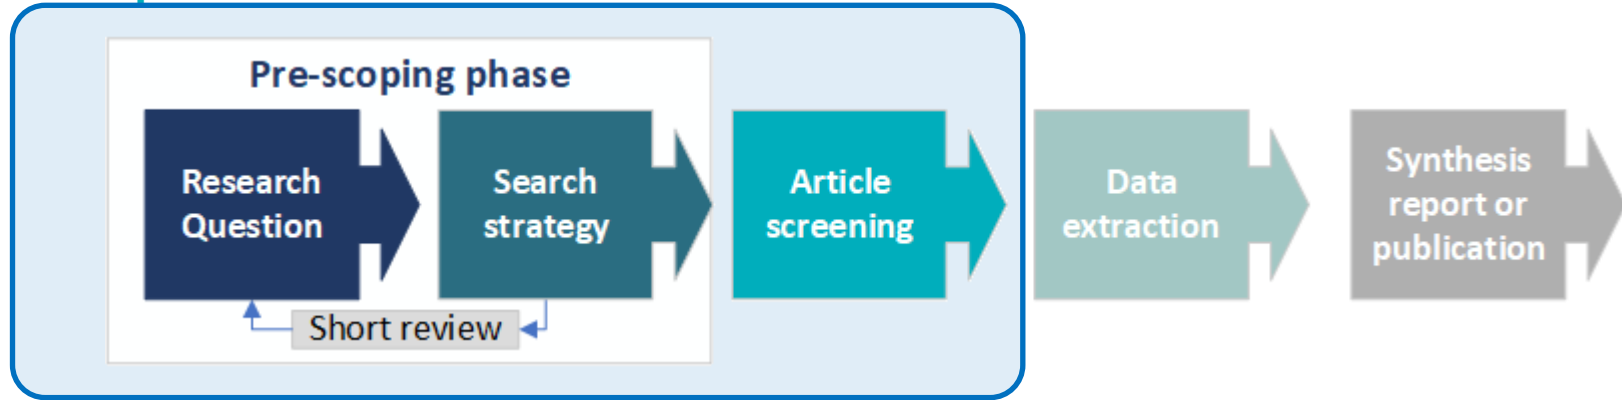 Pre-scoping phase
Research
Question
Search
strategy
Article
screening
Data
extraction
Synthesis
report or
publication
Short review